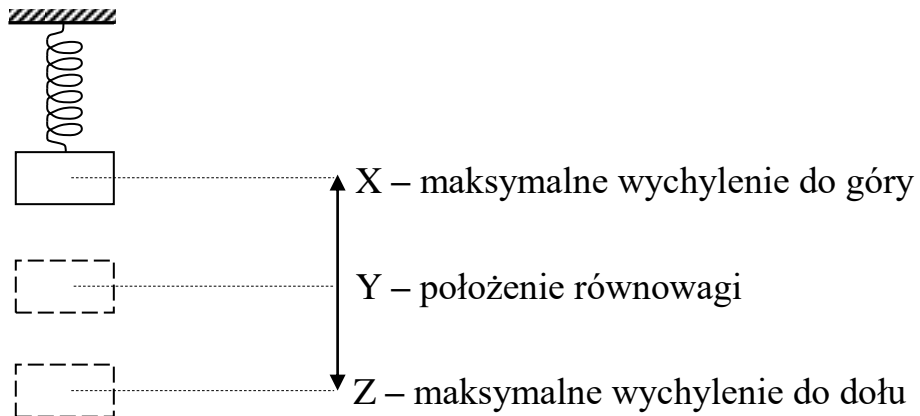 X – maksymalne wychylenie do góry
Y – położenie równowagi
Z – maksymalne wychylenie do dołu